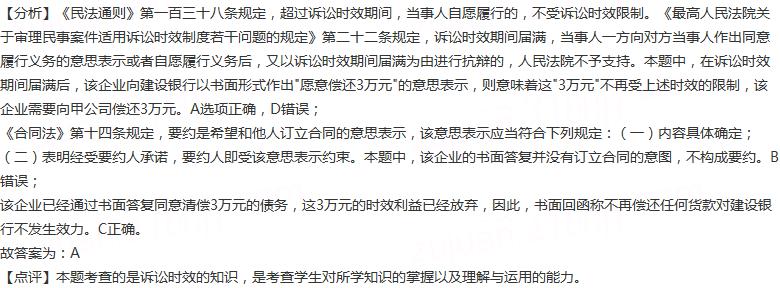 【分析】《民法通则》第一百三十八条规定，超过诉讼时效期间，当事人自愿履行的，不受诉讼时效限制。《最高人民法院关
于审理民事案件适用诉讼时效制度若干问题的规定》第二十二条规定，诉讼时效期间届满，当事人一方向对方当事人作出同意
履行义务的意思表示或者自愿履行义务后，又以诉讼时效期间届满为由进行抗辩的，人民法院不予支持。本题中，在诉讼时效
期间届满后，该企业向建设银行以书面形式作出"愿意偿还3万元"的意思表示，则意味着这"3万元"不再受上述时效的限制，该
企业需要向甲公司偿还3万元。A选项正确，D错误；
《合同法》第十四条规定，要约是希望和他人订立合同的意思表示，该意思表示应当符合下列规定：（一）内容具体确定；
（二）表明经受要约人承诺，要约人即受该意思表示约束。本题中，该企业的书面答复并没有订立合同的意图，不构成要约。B
错误；
该企业已经通过书面答复同意清偿3万元的债务，这3万元的时效利益已经放弃，因此，书面回函称不再偿还任何货款对建设银
行不发生效力。C正确。
故答案为：A
【点评】本题考查的是诉讼时效的知识，是考查学生对所学知识的掌握以及理解与运用的能力。